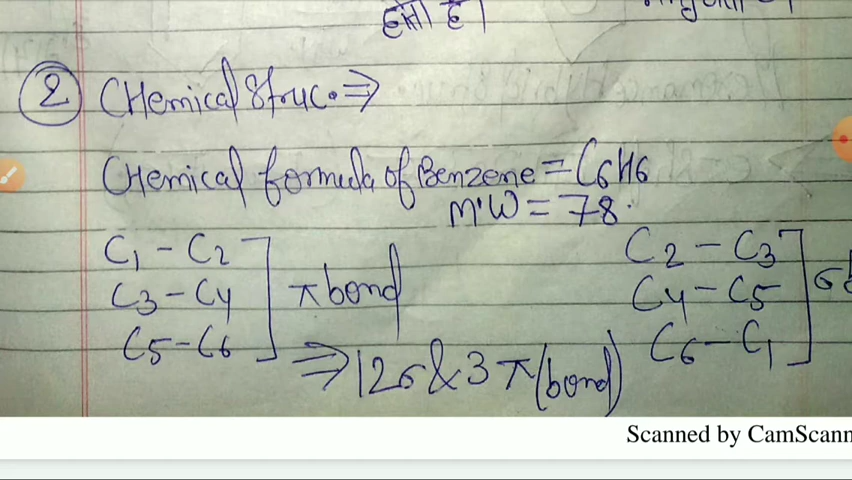 होता है।
② CHemical Struc. ⇒
CHemical formula of Benzene = C6H6
M'W = 78.
C1 – C2
C3 – C4
C5 – C6
π bond
C2 – C3
C4 – C5
C6 – C1
⇒ 12σ & 3 π (bond)
Scanned by CamScann